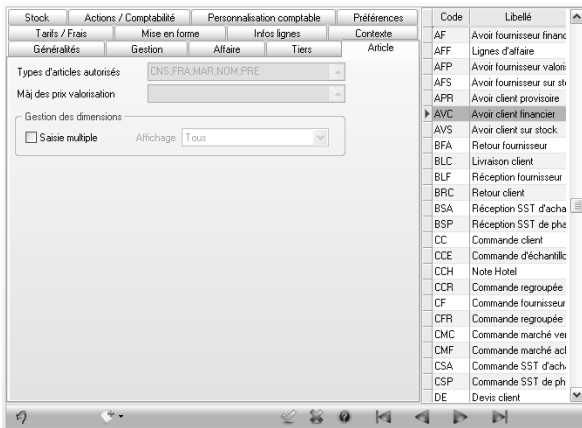 Stock Actions / Comptabilité Personnalisation comptable Préférences
Tarifs / Frais Mise en forme Infos lignes Contexte
Généralités Gestion Affaire Tiers Article
Types d'articles autorisés CNS;FRA;MAR;NOM;PRE
Màj des prix valorisation
Gestion des dimensions
Saisie multiple Affichage Tous
Code Libellé
AF Avoir fournisseur financ
AFF Lignes d'affaire
AFP Avoir fournisseur valoris
AFS Avoir fournisseur sur sto
APR Avoir client provisoire
AVC Avoir client financier
AVS Avoir client sur stock
BFA Retour fournisseur
BLC Livraison client
BLF Réception fournisseur
BRC Retour client
BSA Réception SST d'acha
BSP Réception SST de pha
CC Commande client
CCE Commande d'échantillo
CCH Note Hotel
CCR Commande regroupée
CF Commande fournisseur
CFR Commande regroupée
CMC Commande marché ve
CMF Commande marché ac
CSA Commande SST d'ach
CSP Commande SST de ph
DE Devis client